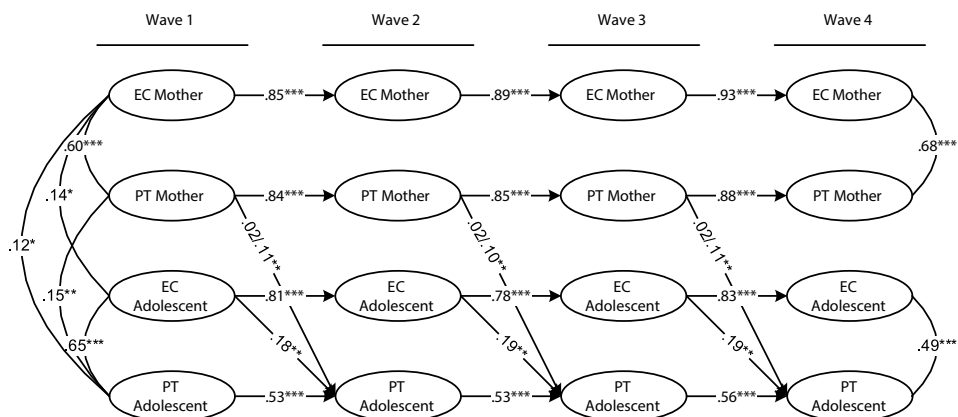 Wave 1 Wave 2 Wave 3 Wave 4
EC Mother .85*** EC Mother .89*** EC Mother .93*** EC Mother
.60*** .68***
.14* PT Mother .84*** PT Mother .85*** PT Mother .88*** PT Mother
.12* .02/.11** .02/.10** .02/.11**
.15** EC .81*** EC .78*** EC .83*** EC
Adolescent Adolescent Adolescent Adolescent
.65*** .18** .19** .19** .49***
PT .53*** PT .53*** PT .56*** PT
Adolescent Adolescent Adolescent Adolescent